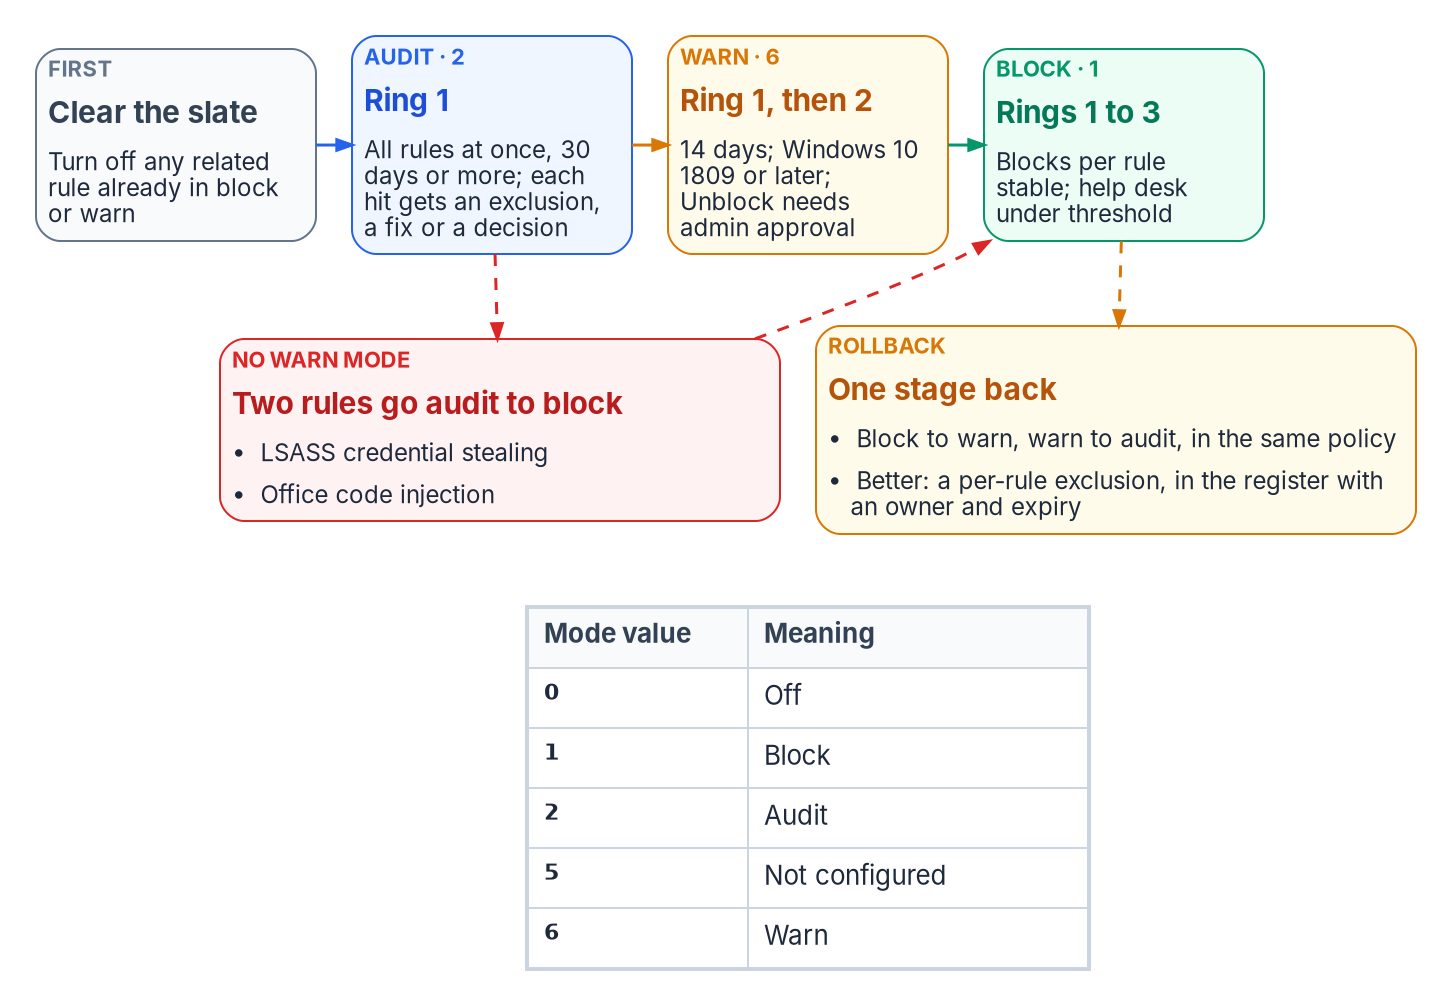 FIRST
Clear the slate
Turn off any related
rule already in block
or warn
AUDIT · 2
Ring 1
All rules at once, 30
days or more; each
hit gets an exclusion,
a fix or a decision
WARN · 6
Ring 1, then 2
14 days; Windows 10
1809 or later;
Unblock needs
admin approval
BLOCK · 1
Rings 1 to 3
Blocks per rule
stable; help desk
under threshold
NO WARN MODE
Two rules go audit to block
• LSASS credential stealing
• Office code injection
ROLLBACK
One stage back
• Block to warn, warn to audit, in the same policy
• Better: a per-rule exclusion, in the register with
an owner and expiry
Mode value Meaning
0 Off
1 Block
2 Audit
5 Not configured
6 Warn